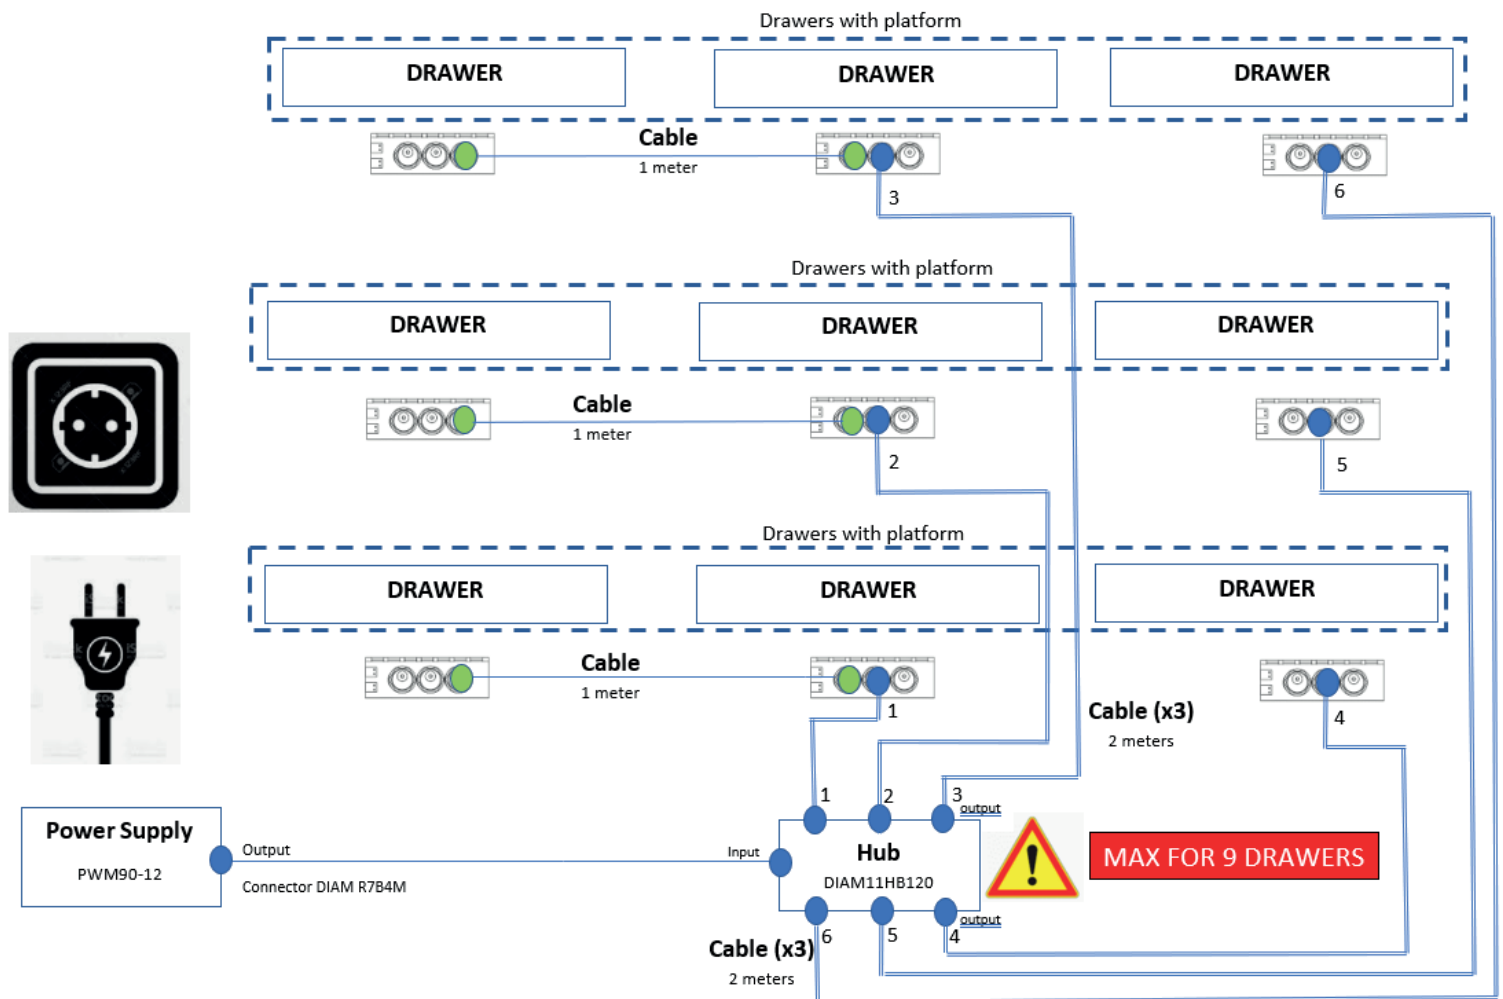 Drawers with platform
DRAWER
DRAWER
DRAWER
Cable
1 meter
3
6
Drawers with platform
DRAWER
DRAWER
DRAWER
Cable
1 meter
2
5
Drawers with platform
DRAWER
DRAWER
DRAWER
Cable
1 meter
1
4
Cable (x3)
2 meters
1
2
3
output
Power Supply
PWM90-12
Output
Connector DIAM R7B4M
Input
Hub
DIAM11HB120
MAX FOR 9 DRAWERS
output
6
5
4
Cable (x3)
2 meters